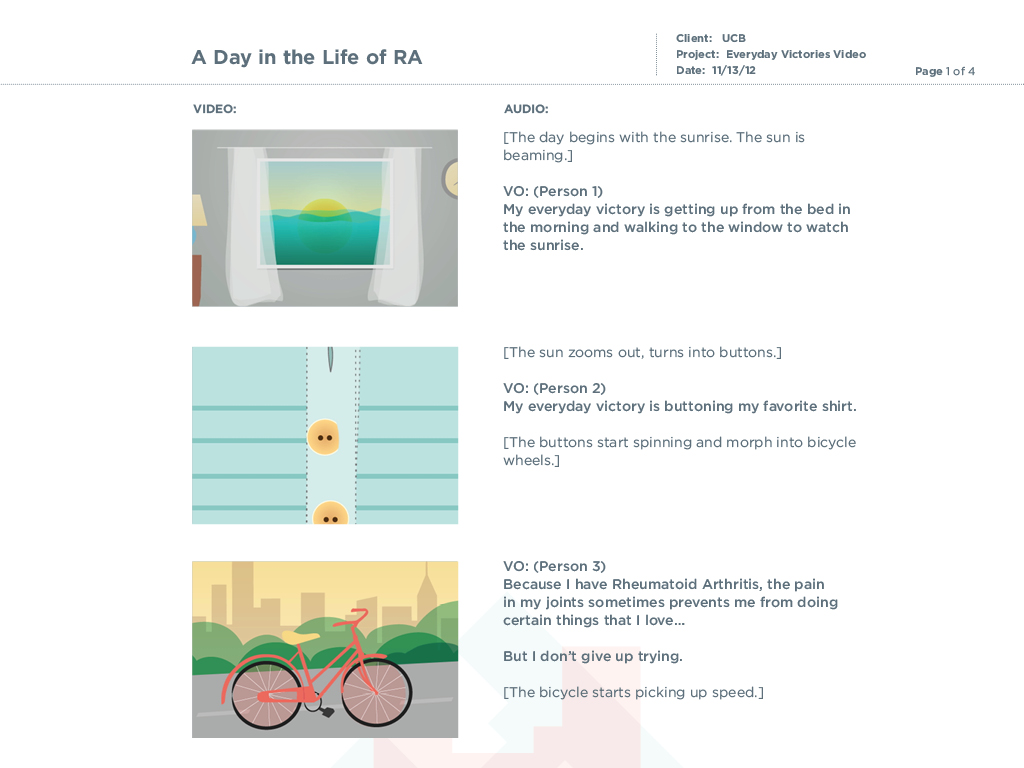 A Day in the Life of RA
Client: UCB
Project: Everyday Victories Video
Date: 11/13/12
Page 1 of 4
VIDEO:
AUDIO:
[The day begins with the sunrise. The sun is
beaming.]
VO: (Person 1)
My everyday victory is getting up from the bed in
the morning and walking to the window to watch
the sunrise.
[The sun zooms out, turns into buttons.]
VO: (Person 2)
My everyday victory is buttoning my favorite shirt.
[The buttons start spinning and morph into bicycle
wheels.]
VO: (Person 3)
Because I have Rheumatoid Arthritis, the pain
in my joints sometimes prevents me from doing
certain things that I love...
But I don’t give up trying.
[The bicycle starts picking up speed.]